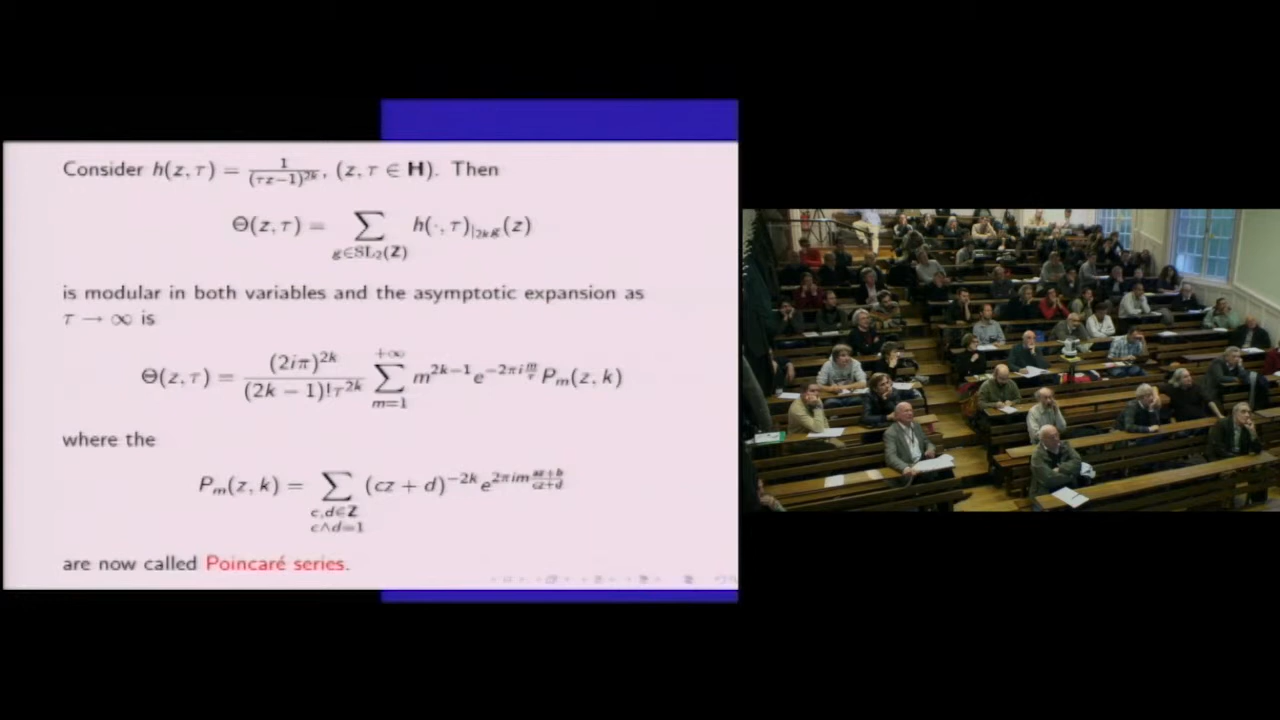 Consider h(z, τ) = 1/(τz−1)^{2k}, (z, τ ∈ H). Then
Θ(z, τ) = ∑_{g∈SL₂(Z)} h(·, τ)_{|2k g}(z)
is modular in both variables and the asymptotic expansion as
τ → ∞ is
Θ(z, τ) = (2iπ)^{2k}/((2k − 1)!τ^{2k}) ∑_{m=1}^{+∞} m^{2k−1} e^{−2πi m/τ} P_m(z, k)
where the
P_m(z, k) = ∑_{c,d∈Z c∧d=1} (cz + d)^{−2k} e^{2πim (az+b)/(cz+d)}
are now called Poincaré series.